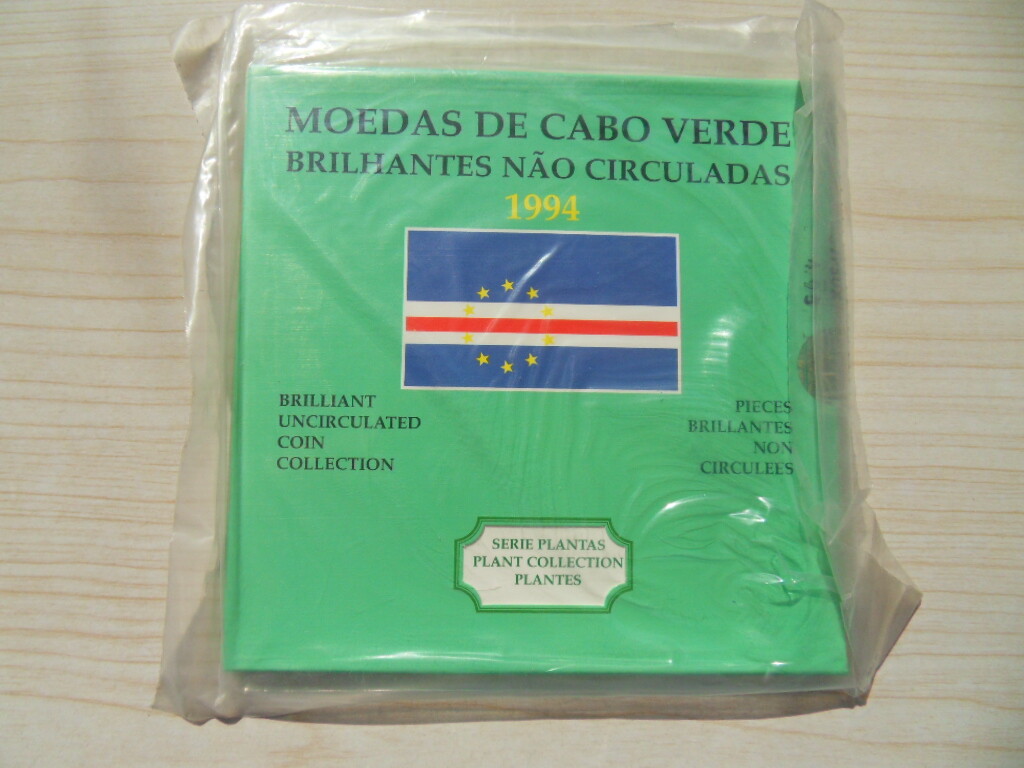 MOEDAS DE CABO VERDE
BRILHANTES NÃO CIRCULADAS
1994
BRILLIANT
UNCIRCULATED
COIN
COLLECTION
PIECES
BRILLANTES
NON
CIRCULEES
SERIE PLANTAS
PLANT COLLECTION
PLANTES